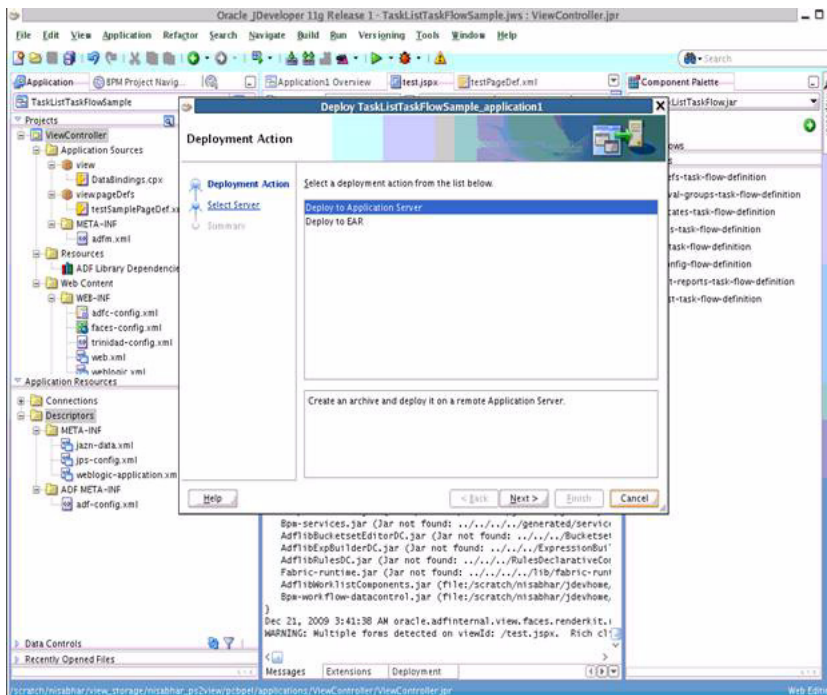 Oracle JDeveloper 11g Release 1 - TaskListTaskFlowSample.jws : ViewController.jpr
File Edit View Application Refactor Search Navigate Build Run Versioning Tools Window Help
Search
Application BPM Project Navig... Application1 Overview test.jspx testPageDef.xml Component Palette
TaskListTaskFlowSample
Projects
ViewController
Application Sources
view
DataBindings.cpx
viewpageDefs
testSamplePageDef.xm
META-INF
adfm.xml
Resources
ADF Library Dependencie
Web Content
WEB-INF
adfc-config.xml
faces-config.xml
trinidad-config.xml
web.xml
weblogic.xml
Application Resources
Connections
Descriptors
META-INF
jazn-data.xml
jps-config.xml
weblogic-application.xm
ADF META-INF
adf-config.xml
Data Controls
Recently Opened Files
Deploy TaskListTaskFlowSample_application1
Deployment Action
Deployment Action
Select Server
Summary
Select a deployment action from the list below.
Deploy to Application Server
Deploy to EAR
Create an archive and deploy it on a remote Application Server.
Help < Back Next > Finish Cancel
kListTaskFlow.jar
ows
efs-task-flow-definition
val-groups-task-flow-definition
cates-task-flow-definition
s-task-flow-definition
task-flow-definition
nfig-flow-definition
t-reports-task-flow-definition
st-task-flow-definition
Bpm-services.jar (Jar not found: ../../../../generated/service
AdflibBucketsetEditorDC.jar (Jar not found: ../../../Bucketset
AdflibExpBuilderDC.jar (Jar not found: ../../../ExpressionBui
AdflibRulesDC.jar (Jar not found: ../../../RulesDeclarativeCo
Fabric-runtime.jar (Jar not found: ../../../../lib/fabric-runt
AdflibWorklistComponents.jar (file:/scratch/nisabhar/jdevhome,
Bpm-workflow-datacontrol.jar (file:/scratch/nisabhar/jdevhome,
}
Dec 21, 2009 3:41:38 AM oracle.adfinternal.view.faces.renderkit.
WARNING: Multiple forms detected on viewId: /test.jspx. Rich cli
Messages Extensions Deployment
/scratch/nisabhar/view_storage/nisabhar_ps2view/pcbpel/applications/ViewController/ViewController.jpr
Web Edit